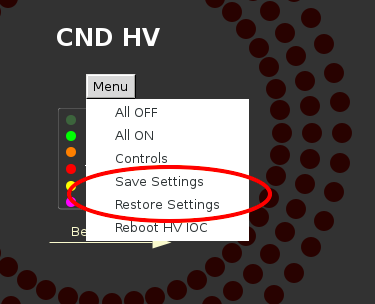 CND HV
Menu
All OFF
All ON
Controls
Save Settings
Restore Settings
Reboot HV IOC
Be